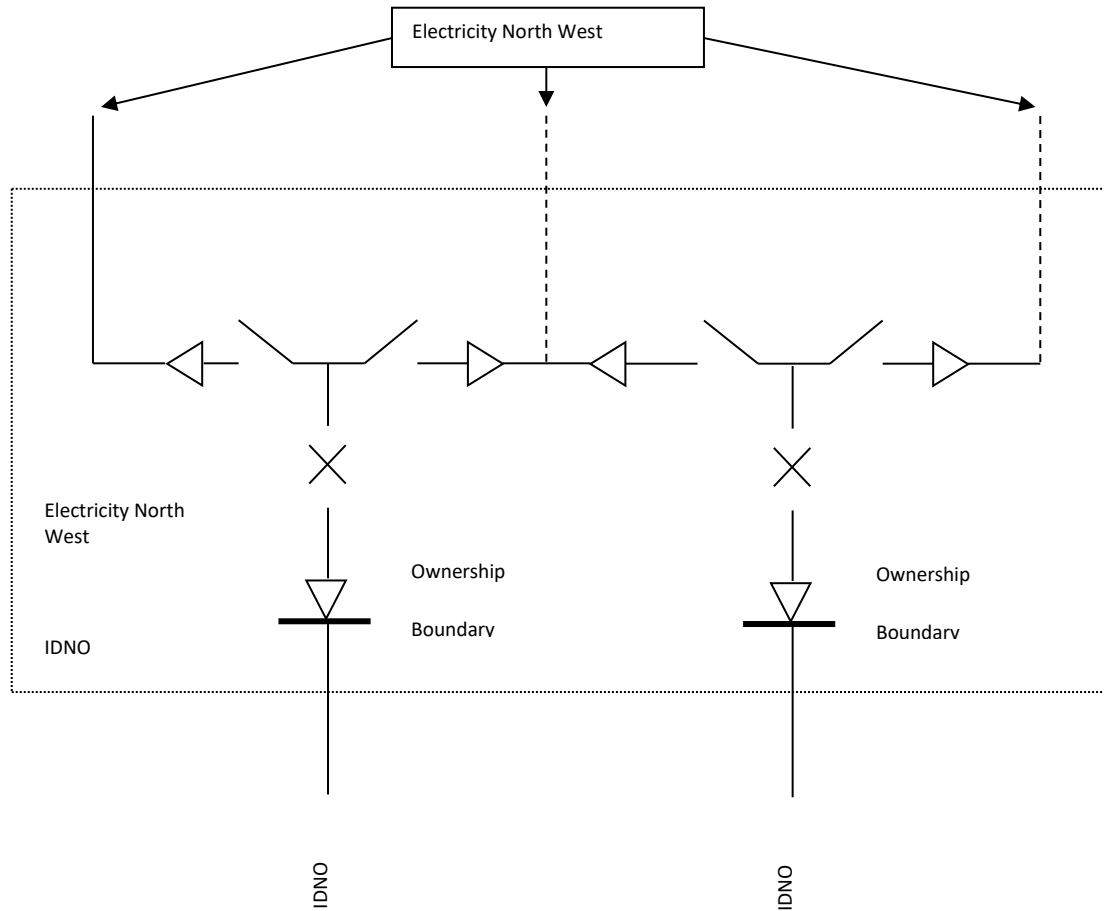 Electricity North West
Electricity North
West
Ownership
Boundary
Ownership
Boundary
IDNO
IDNO
IDNO